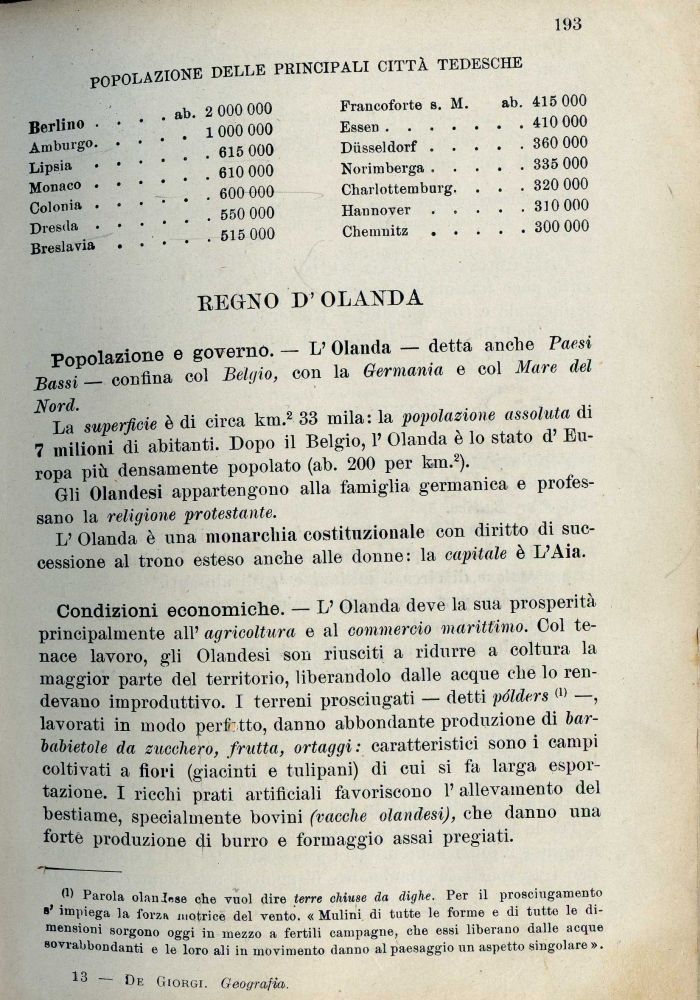 193
POPOLAZIONE DELLE PRINCIPALI CITTÀ TEDESCHE
Berlino . . . . ab. 2 000 000
Amburgo. . . . . 1 000 000
Lipsia . . . . . . 615 000
Monaco . . . . . . 610 000
Colonia . . . . . . 600 000
Dresda . . . . . . 550 000
Breslavia . . . . . 515 000
Francoforte s. M. ab. 415 000
Essen . . . . . . . 410 000
Düsseldorf . . . . . 360 000
Norimberga . . . . . 335 000
Charlottemburg. . . . 320 000
Hannover . . . . . 310 000
Chemnitz . . . . . 300 000
REGNO D' OLANDA
Popolazione e governo. — L' Olanda — detta anche Paesi
Bassi — confina col Belgio, con la Germania e col Mare del
Nord.
La superficie è di circa km.² 33 mila: la popolazione assoluta di
7 milioni di abitanti. Dopo il Belgio, l' Olanda è lo stato d' Eu-
ropa più densamente popolato (ab. 200 per km.²).
Gli Olandesi appartengono alla famiglia germanica e profes-
sano la religione protestante.
L' Olanda è una monarchia costituzionale con diritto di suc-
cessione al trono esteso anche alle donne: la capitale è L'Aia.
Condizioni economiche. — L' Olanda deve la sua prosperità
principalmente all' agricoltura e al commercio marittimo. Col te-
nace lavoro, gli Olandesi son riusciti a ridurre a coltura la
maggior parte del territorio, liberandolo dalle acque che lo ren-
devano improduttivo. I terreni prosciugati — detti pólders (1) —,
lavorati in modo perfetto, danno abbondante produzione di bar-
babietole da zucchero, frutta, ortaggi: caratteristici sono i campi
coltivati a fiori (giacinti e tulipani) di cui si fa larga espor-
tazione. I ricchi prati artificiali favoriscono l' allevamento del
bestiame, specialmente bovini (vacche olandesi), che danno una
forte produzione di burro e formaggio assai pregiati.
(1) Parola olandese che vuol dire terre chiuse da dighe. Per il prosciugamento
s' impiega la forza motrice del vento. « Mulini di tutte le forme e di tutte le di-
mensioni sorgono oggi in mezzo a fertili campagne, che essi liberano dalle acque
sovrabbondanti e le loro ali in movimento danno al paesaggio un aspetto singolare ».
13 — DE GIORGI. Geografia.